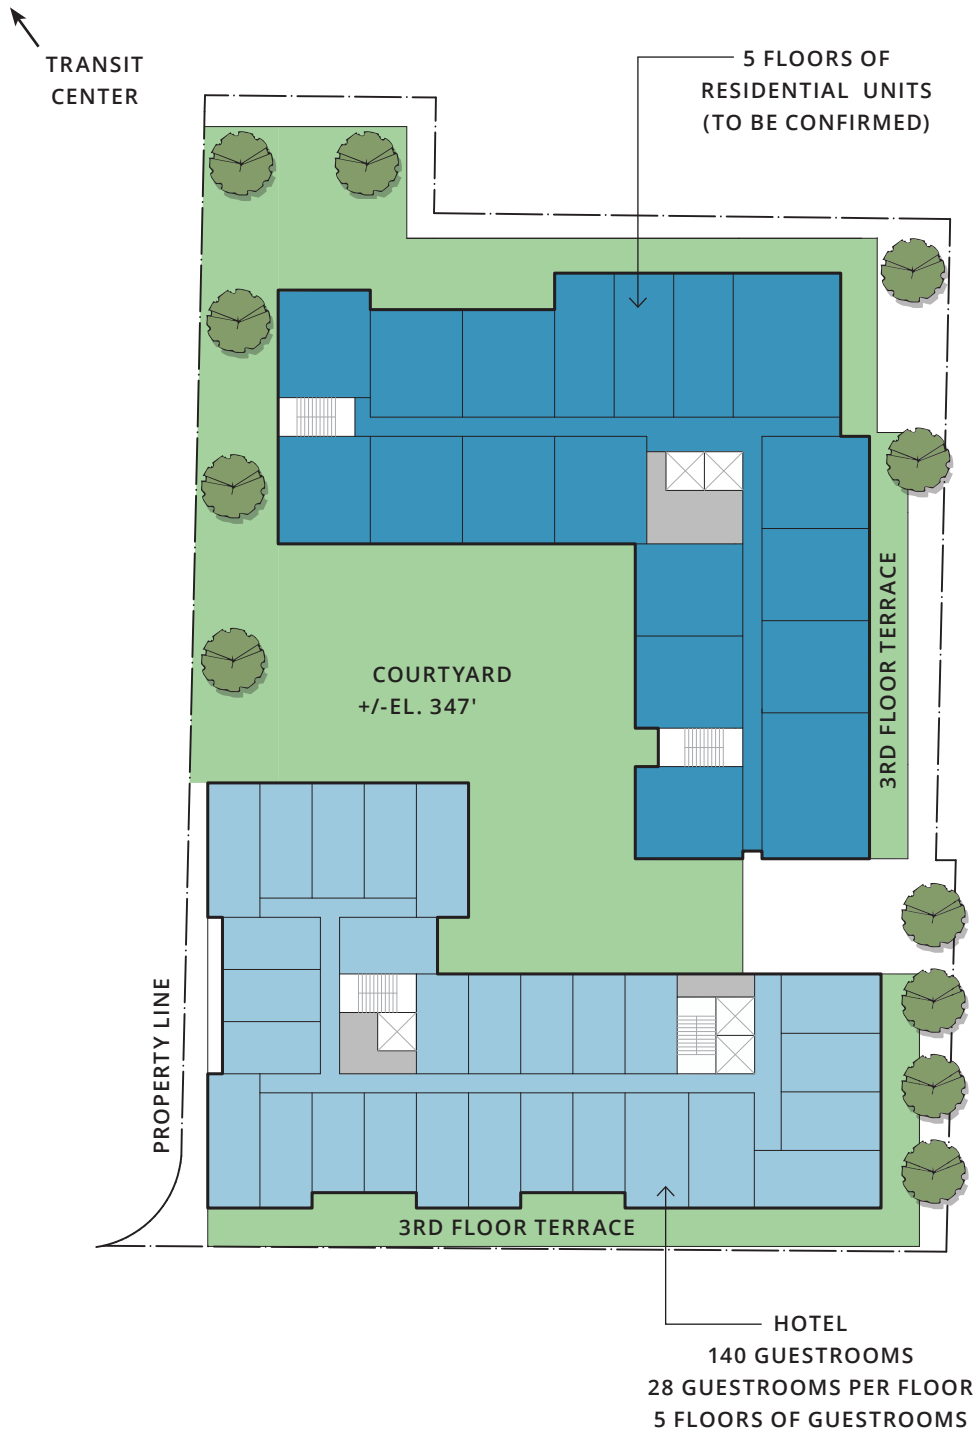 TRANSIT
CENTER
5 FLOORS OF
RESIDENTIAL UNITS
(TO BE CONFIRMED)
3RD FLOOR TERRACE
COURTYARD
+/-EL. 347'
PROPERTY LINE
3RD FLOOR TERRACE
HOTEL
140 GUESTROOMS
28 GUESTROOMS PER FLOOR
5 FLOORS OF GUESTROOMS